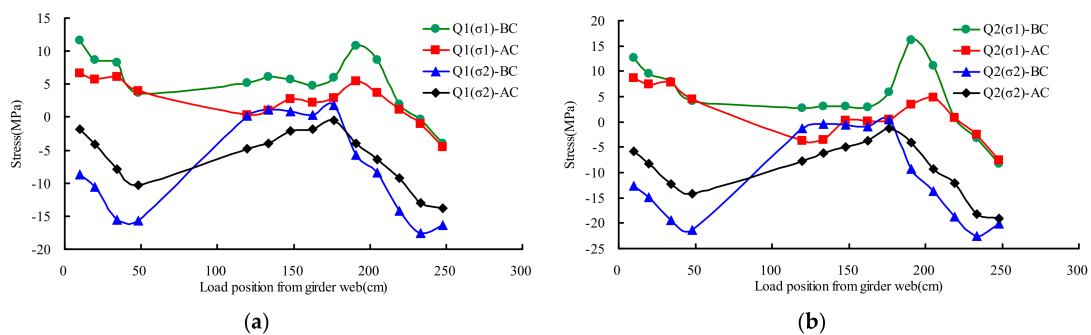 Stress(MPa)
15
10
5
0
-5
-10
-15
-20
0
50
100
150
200
250
300
Load position from girder web(cm)
Q1(σ1)-BC
Q1(σ1)-AC
Q1(σ2)-BC
Q1(σ2)-AC
(a)
Stress(MPa)
20
15
10
5
0
-5
-10
-15
-20
-25
0
50
100
150
200
250
300
Load position from girder web(cm)
Q2(σ1)-BC
Q2(σ1)-AC
Q2(σ2)-BC
Q2(σ2)-AC
(b)